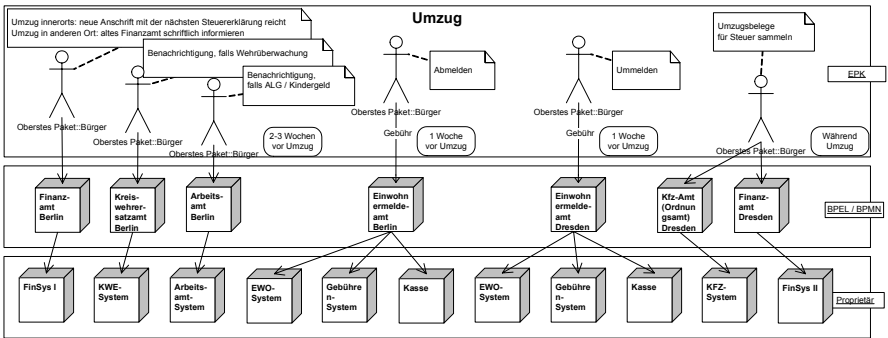 Umzug
Umzug innerorts: neue Anschrift mit der nächsten Steuererklärung reicht
Umzug in anderen Ort: altes Finanzamt schriftlich informieren
Benachrichtigung, falls Wehrüberwachung
Benachrichtigung,
falls ALG / Kindergeld
Abmelden
Ummelden
Umzugsbelege
für Steuer sammeln
EPK
Oberstes Paket::Bürger
Oberstes Paket::Bürger
Oberstes Paket::Bürger
Oberstes Paket::Bürger
Oberstes Paket::Bürger
Oberstes Paket::Bürger
Gebühr
Gebühr
2-3 Wochen
vor Umzug
1 Woche
vor Umzug
1 Woche
vor Umzug
Während
Umzug
Finanz-
amt
Berlin
Kreis-
wehrer-
satzamt
Berlin
Arbeits-
amt
Berlin
Einwohn
ermelde-
amt
Berlin
Einwohn
ermelde-
amt
Dresden
Kfz-Amt
(Ordnun
gsamt)
Dresden
Finanz-
amt
Dresden
BPEL / BPMN
FinSys I
KWE-
System
Arbeits-
amt-
System
EWO-
System
Gebühre
n-
System
Kasse
EWO-
System
Gebühre
n-
System
Kasse
KFZ-
System
FinSys II
Proprietär